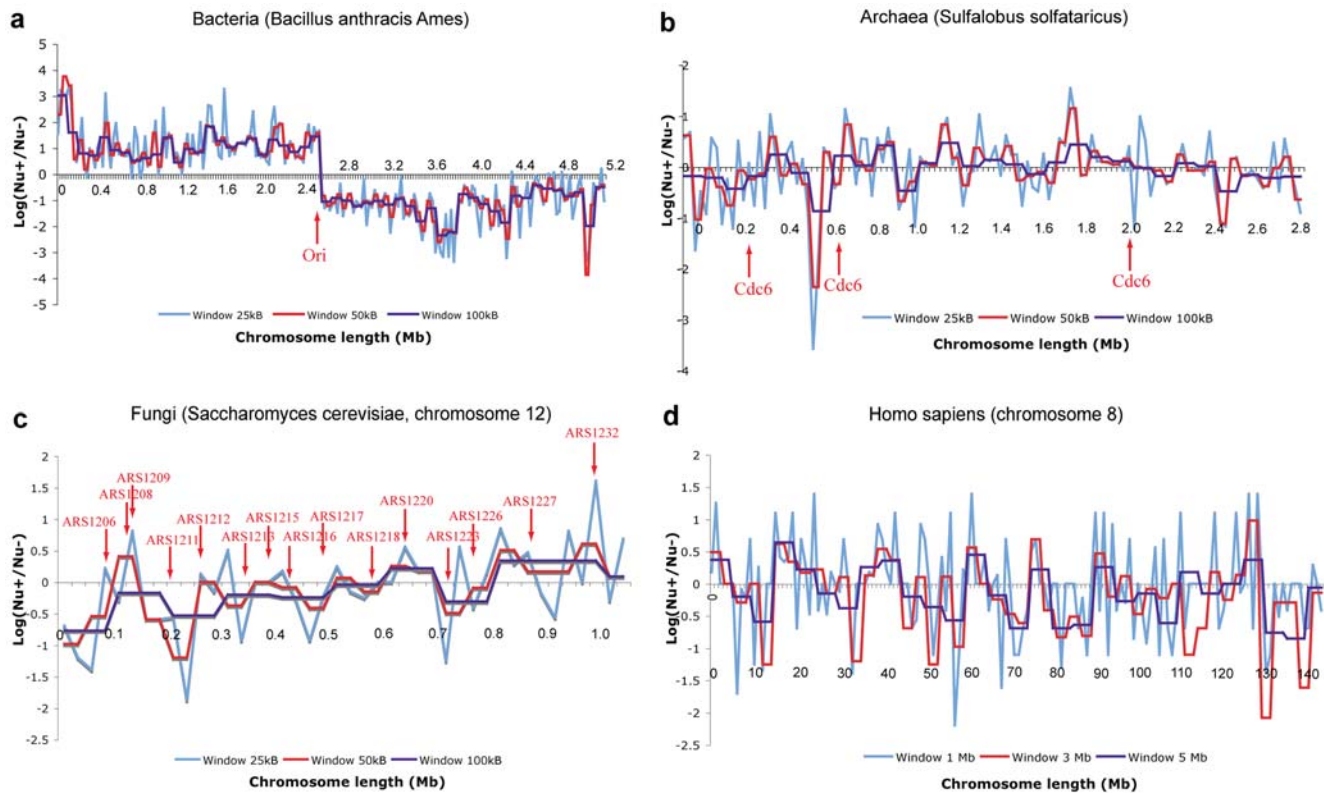 a
Bacteria (Bacillus anthracis Ames)
Log(Nu+/Nu-)
5
4
3
2
1
0
-1
-2
-3
-4
-5
2.8 3.2 3.6 4.0 4.4 4.8 5.2
0 0.4 0.8 1.2 1.6 2.0 2.4
Ori
Window 25kB Window 50kB Window 100kB
Chromosome length (Mb)
b
Archaea (Sulfalobus solfataricus)
Log(Nu+/Nu-)
2
1
0
-1
-2
-3
-4
0 0.2 0.4 0.6 0.8 1.0 1.2 1.4 1.6 1.8 2.0 2.2 2.4 2.6 2.8
Cdc6 Cdc6 Cdc6
Window 25kB Window 50kB Window 100kB
Chromosome length (Mb)
c
Fungi (Saccharomyces cerevisiae, chromosome 12)
Log(Nu+/Nu-)
2
1.5
1
0.5
0
-0.5
-1
-1.5
-2
-2.5
ARS1232
ARS1209
ARS1208
ARS1220
ARS1227
ARS1206
ARS1212
ARS1215
ARS1217
ARS1226
ARS1211
ARS1213
ARS1216
ARS1218
ARS1223
0 0.1 0.2 0.3 0.4 0.5 0.6 0.7 0.8 0.9 1.0
Window 25kB Window 50kB Window 100kB
Chromosome length (Mb)
d
Homo sapiens (chromosome 8)
Log(Nu+/Nu-)
2
1.5
1
0.5
0
-0.5
-1
-1.5
-2
-2.5
0
0 10 20 30 40 50 60 70 80 90 100 110 120 130 140
Window 1 Mb Window 3 Mb Window 5 Mb
Chromosome length (Mb)